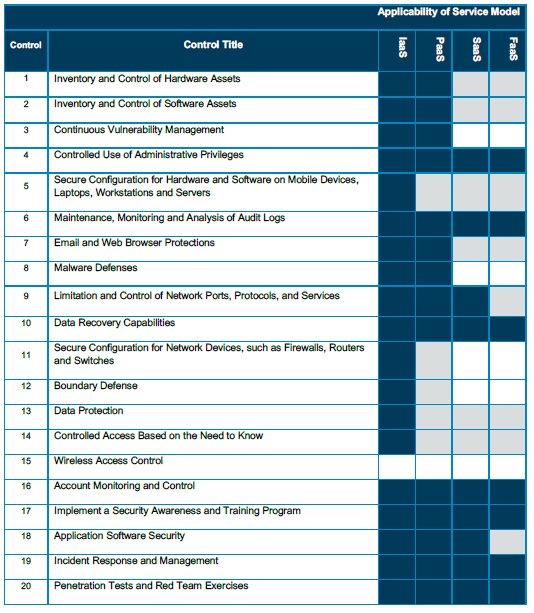 Applicability of Service Model
Control Control Title IaaS PaaS SaaS FaaS
1 Inventory and Control of Hardware Assets
2 Inventory and Control of Software Assets
3 Continuous Vulnerability Management
4 Controlled Use of Administrative Privileges
5 Secure Configuration for Hardware and Software on Mobile Devices,
Laptops, Workstations and Servers
6 Maintenance, Monitoring and Analysis of Audit Logs
7 Email and Web Browser Protections
8 Malware Defenses
9 Limitation and Control of Network Ports, Protocols, and Services
10 Data Recovery Capabilities
11 Secure Configuration for Network Devices, such as Firewalls, Routers
and Switches
12 Boundary Defense
13 Data Protection
14 Controlled Access Based on the Need to Know
15 Wireless Access Control
16 Account Monitoring and Control
17 Implement a Security Awareness and Training Program
18 Application Software Security
19 Incident Response and Management
20 Penetration Tests and Red Team Exercises